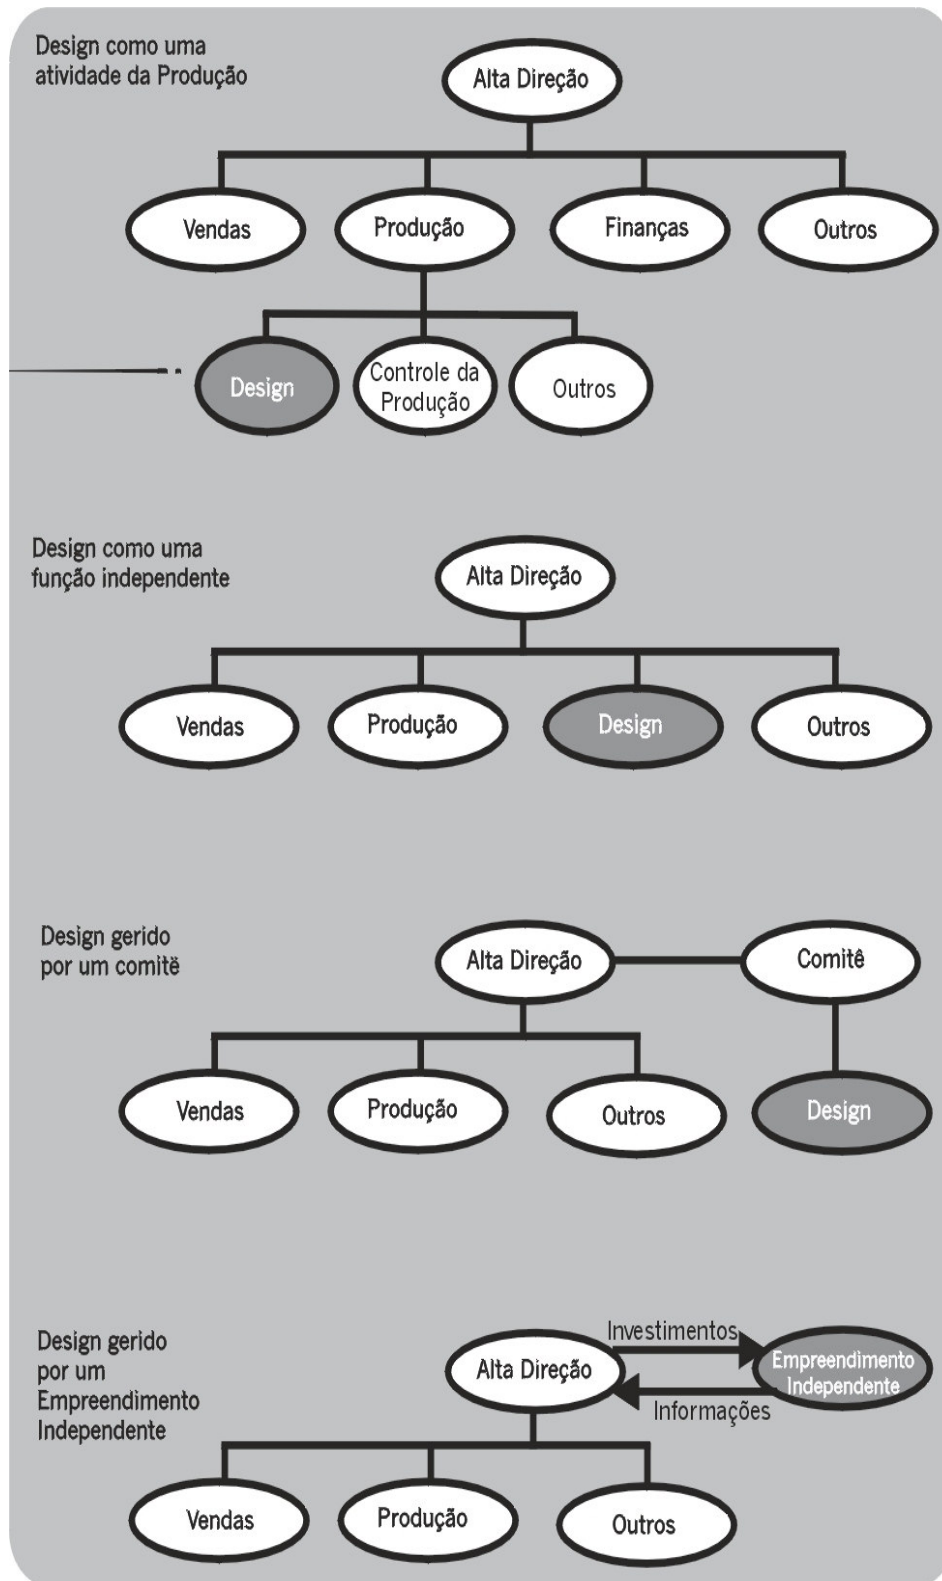 Design como uma
atividade da Produção
Alta Direção
Vendas
Produção
Finanças
Outros
Design
Controle da
Produção
Outros
Design como uma
função independente
Alta Direção
Vendas
Produção
Design
Outros
Design gerido
por um comitë
Alta Direção
Comitê
Vendas
Produção
Outros
Design
Design gerido
por um
Empreendimento
Independente
Alta Direção
Investimentos
Informações
Empreendimento
Independente
Vendas
Produção
Outros